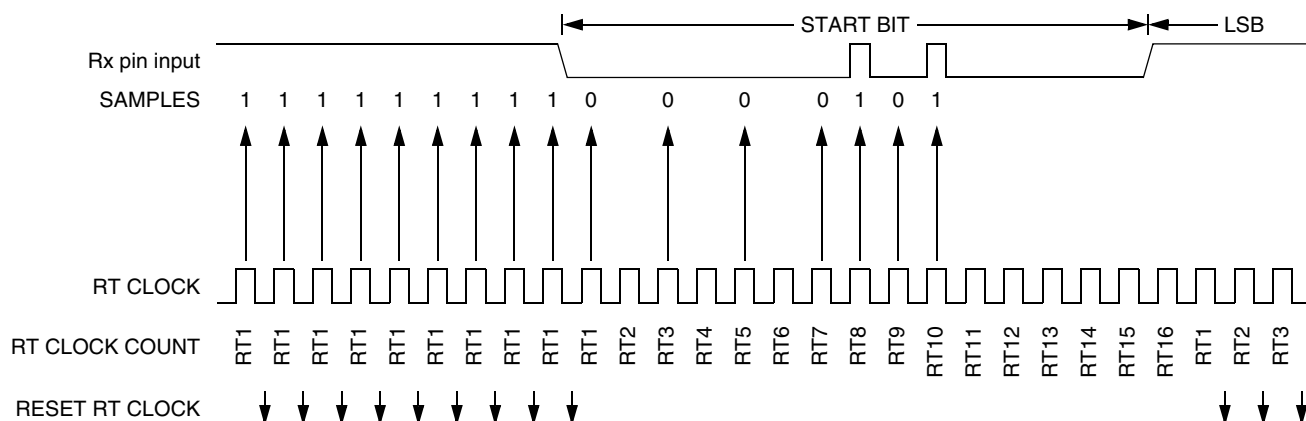 START BIT LSB
Rx pin input
SAMPLES 1 1 1 1 1 1 1 1 1 0 0 0 0 1 0 1
RT CLOCK
RT CLOCK COUNT RT1 RT1 RT1 RT1 RT1 RT1 RT1 RT1 RT1 RT1 RT2 RT3 RT4 RT5 RT6 RT7 RT8 RT9 RT10 RT11 RT12 RT13 RT14 RT15 RT16 RT1 RT2 RT3
RESET RT CLOCK